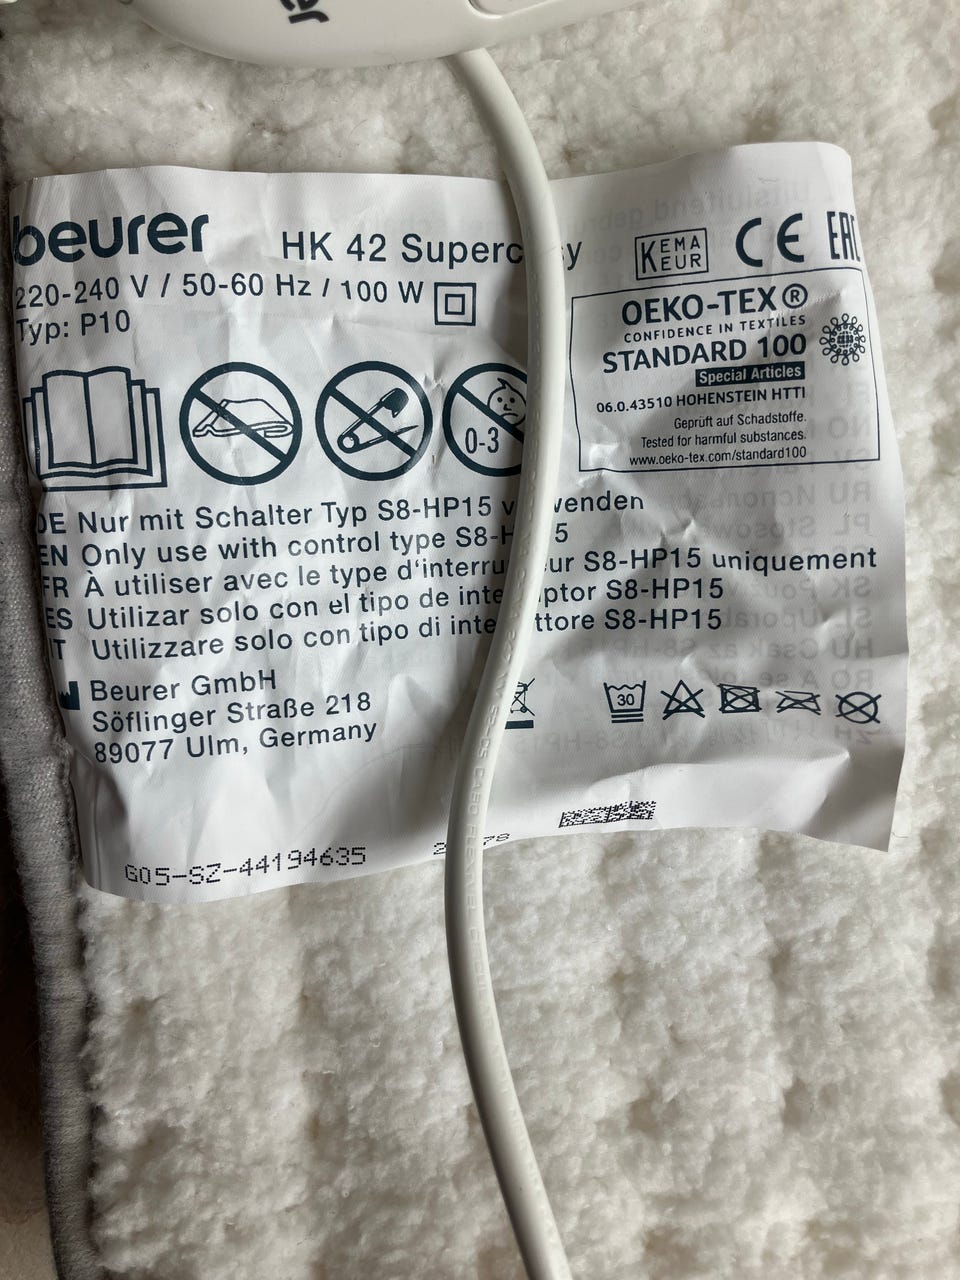 beurer
HK 42 Superc sy
220-240 V / 50-60 Hz / 100 W
Typ: P10
KEMA
KEUR
CE
EAC
OEKO-TEX®
CONFIDENCE IN TEXTILES
STANDARD 100
Special Articles
06.0.43510 HOHENSTEIN HTTI
Geprüft auf Schadstoffe.
Tested for harmful substances.
www.oeko-tex.com/standard100
0-3
DE Nur mit Schalter Typ S8-HP15 v wenden
EN Only use with control type S8-H 5
FR À utiliser avec le type d'interru eur S8-HP15 uniquement
ES Utilizar solo con el tipo de inte ptor S8-HP15
IT Utilizzare solo con tipo di inte ttore S8-HP15
Beurer GmbH
Söflinger Straße 218
89077 Ulm, Germany
30
G05-SZ-44194635